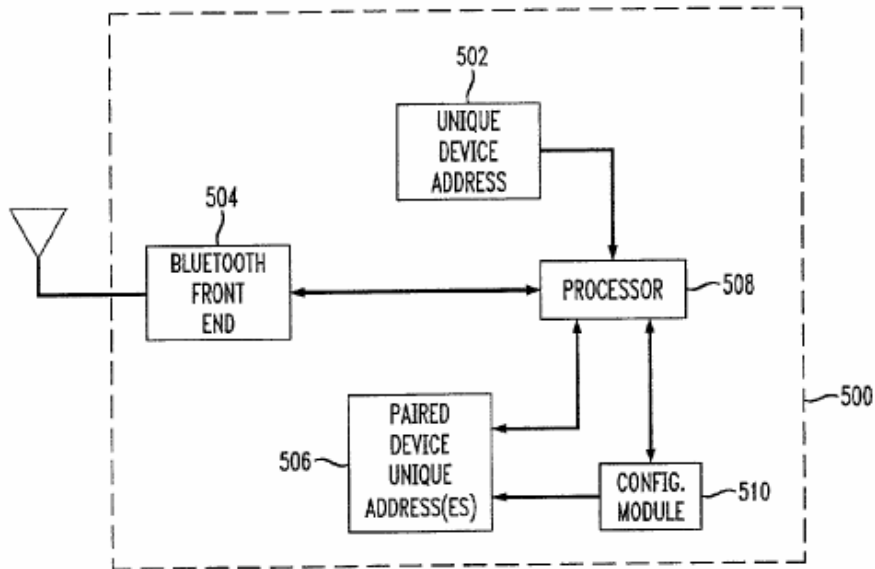 502
UNIQUE
DEVICE
ADDRESS
504
BLUETOOTH
FRONT
END
PROCESSOR
508
500
506
PAIRED
DEVICE
UNIQUE
ADDRESS(ES)
CONFIG.
MODULE
510